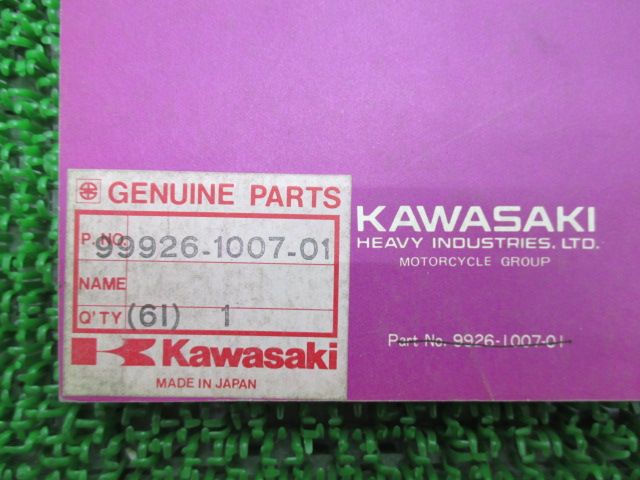 GENUINE PARTS
P.NO. 99926-1007-01
NAME
Q'TY (61) 1
Kawasaki
MADE IN JAPAN
KAWASAKI
HEAVY INDUSTRIES. LTD.
MOTORCYCLE GROUP
Part No. 9926-1007-01